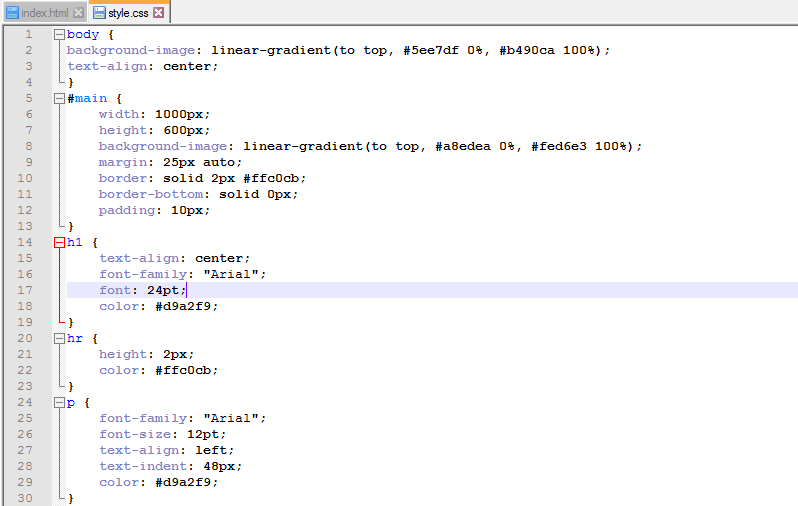 index.html style.css
1 body {
2 background-image: linear-gradient(to top, #5ee7df 0%, #b490ca 100%);
3 text-align: center;
4 }
5 #main {
6 width: 1000px;
7 height: 600px;
8 background-image: linear-gradient(to top, #a8edea 0%, #fed6e3 100%);
9 margin: 25px auto;
10 border: solid 2px #ffc0cb;
11 border-bottom: solid 0px;
12 padding: 10px;
13 }
14 h1 {
15 text-align: center;
16 font-family: "Arial";
17 font: 24pt;
18 color: #d9a2f9;
19 }
20 hr {
21 height: 2px;
22 color: #ffc0cb;
23 }
24 p {
25 font-family: "Arial";
26 font-size: 12pt;
27 text-align: left;
28 text-indent: 48px;
29 color: #d9a2f9;
30 }